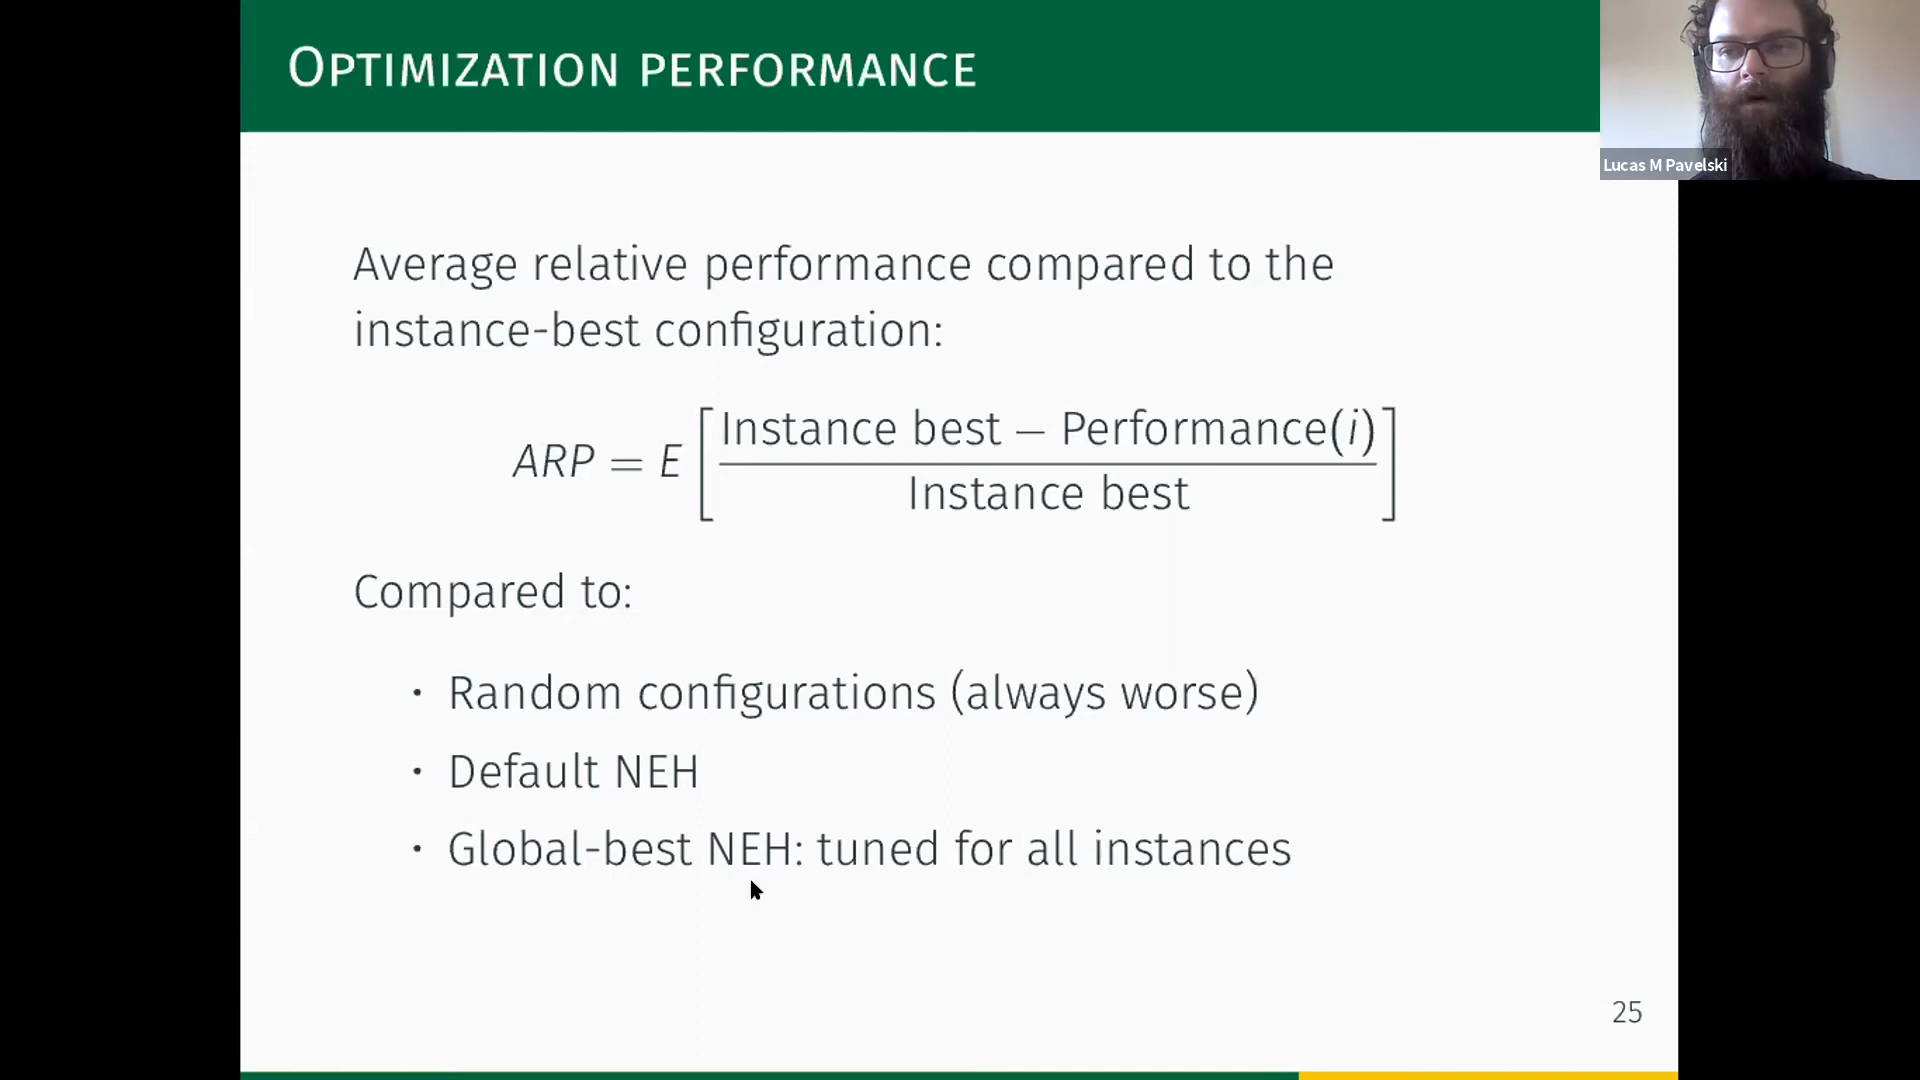 OPTIMIZATION PERFORMANCE
Lucas M Pavelski
Average relative performance compared to the
instance-best configuration:
ARP = E [ Instance best − Performance(i) / Instance best ]
Compared to:
• Random configurations (always worse)
• Default NEH
• Global-best NEH: tuned for all instances
25